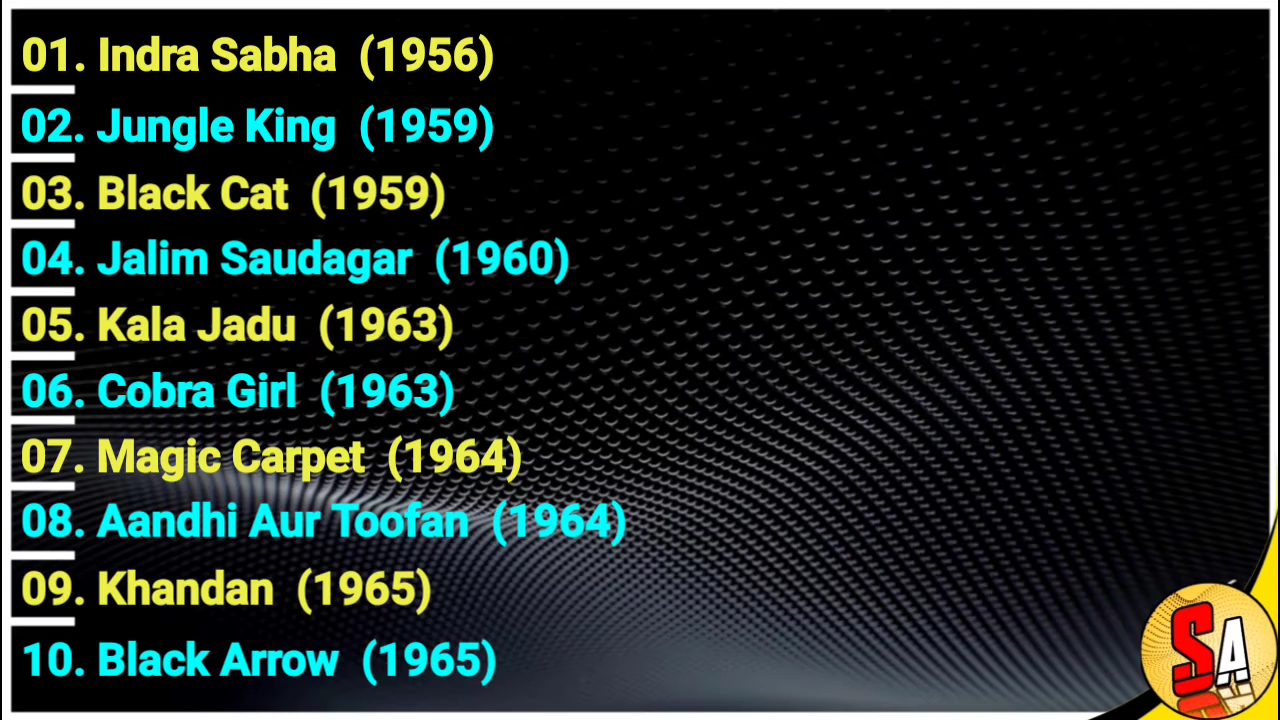 01. Indra Sabha (1956)
02. Jungle King (1959)
03. Black Cat (1959)
04. Jalim Saudagar (1960)
05. Kala Jadu (1963)
06. Cobra Girl (1963)
07. Magic Carpet (1964)
08. Aandhi Aur Toofan (1964)
09. Khandan (1965)
10. Black Arrow (1965)
SA